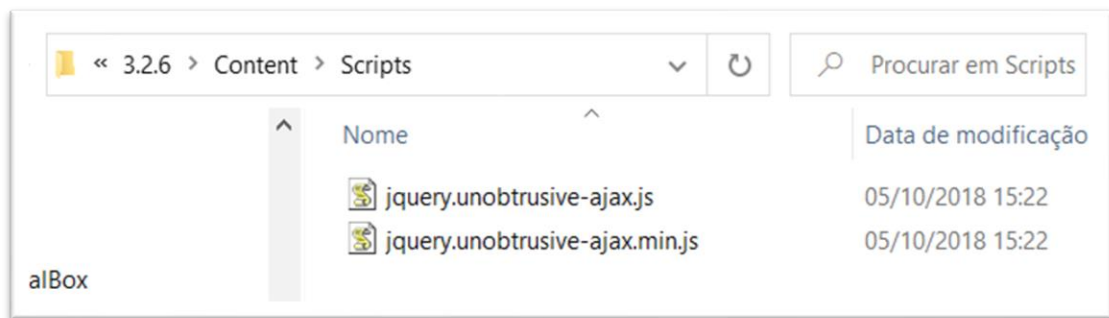 « 3.2.6 > Content > Scripts
Procurar em Scripts
Nome
Data de modificação
jquery.unobtrusive-ajax.js
05/10/2018 15:22
jquery.unobtrusive-ajax.min.js
05/10/2018 15:22
alBox